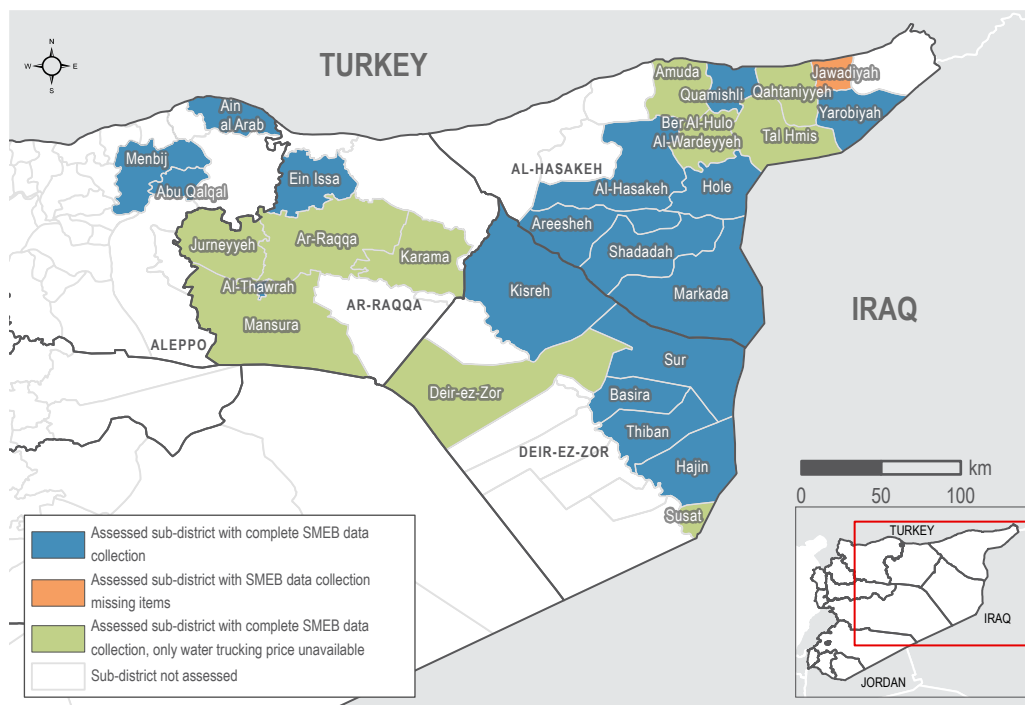 N
W E
S
TURKEY
IRAQ
Ain
al Arab
Menbij
Abu Qalqal
Ein Issa
Jurneyyeh
Ar-Raqqa
Karama
Al-Thawrah
Mansura
AR-RAQQA
ALEPPO
Amuda
Quamishli
Qahtaniyyeh
Jawadiyah
Yarobiyah
Ber Al-Hulo
Al-Wardeyyeh
Tal Hmis
AL-HASAKEH
Al-Hasakeh
Hole
Areesheh
Shadadah
Kisreh
Markada
Sur
Deir-ez-Zor
Basira
Thiban
DEIR-EZ-ZOR
Hajin
Susat
km
0 50 100
Assessed sub-district with complete SMEB data
collection
Assessed sub-district with SMEB data collection
missing items
Assessed sub-district with complete SMEB data
collection, only water trucking price unavailable
Sub-district not assessed
TURKEY
IRAQ
JORDAN